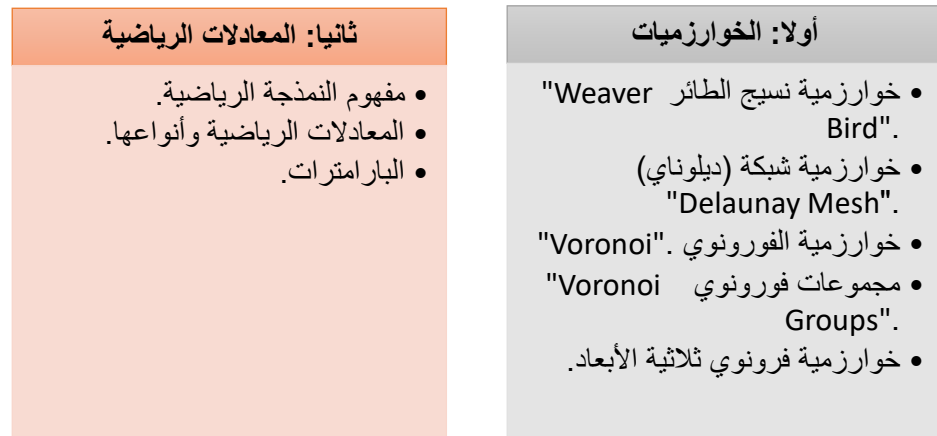 أولا: الخوارزميات
• خوارزمية نسيج الطائر "Weaver
Bird".
• خوارزمية شبكة (ديلوناي)
"Delaunay Mesh".
• خوارزمية الفورونوي ."Voronoi"
• مجموعات فورونوي "Voronoi
Groups".
• خوارزمية فرونوي ثلاثية الأبعاد.
ثانيا: المعادلات الرياضية
• مفهوم النمذجة الرياضية.
• المعادلات الرياضية وأنواعها.
• البارامترات.